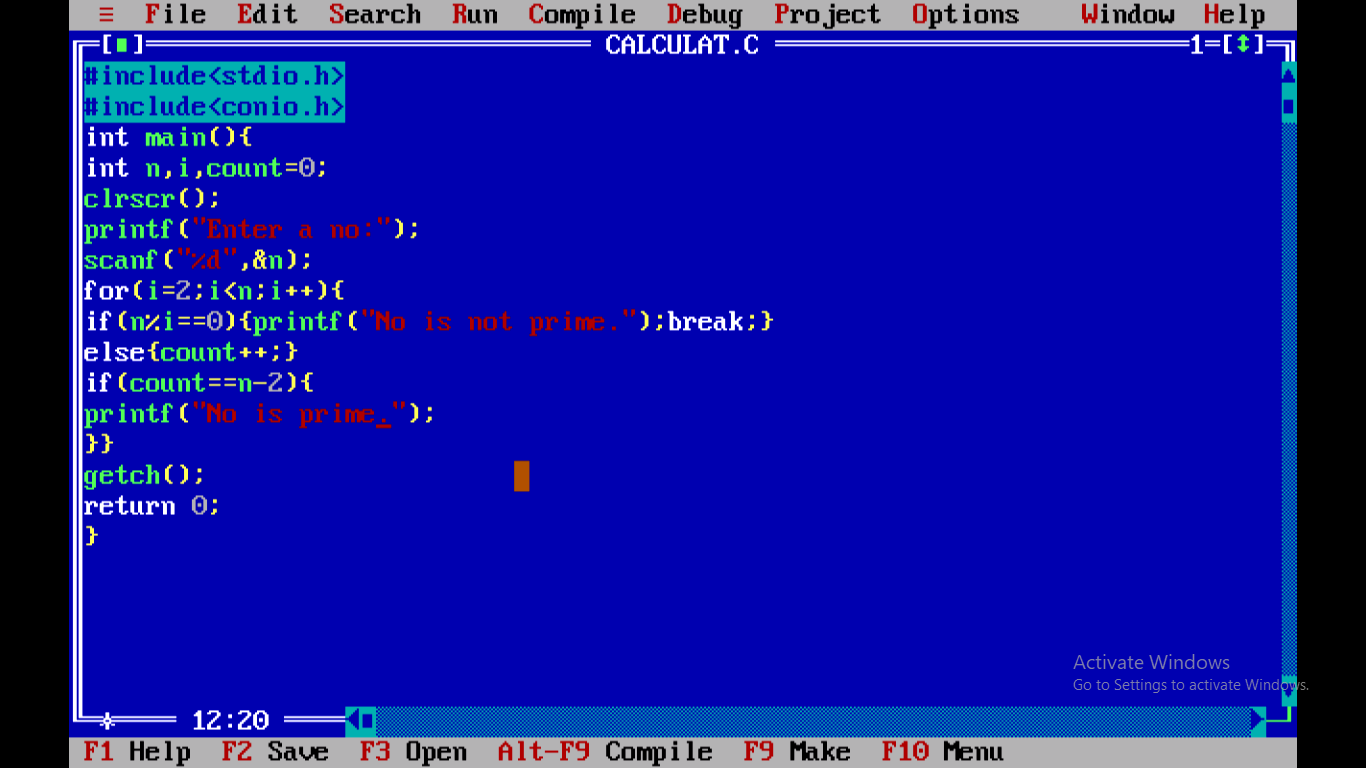 ≡ File Edit Search Run Compile Debug Project Options Window Help
[■] CALCULAT.C 1=[↕]
#include<stdio.h>
#include<conio.h>
int main(){
int n,i,count=0;
clrscr();
printf("Enter a no:");
scanf("%d",&n);
for(i=2;i<n;i++){
if(n%i==0){printf("No is not prime.");break;}
else{count++;}
if(count==n-2){
printf("No is prime.");
}}
getch();
return 0;
}
Activate Windows
Go to Settings to activate Windows.
12:20
F1 Help F2 Save F3 Open Alt-F9 Compile F9 Make F10 Menu